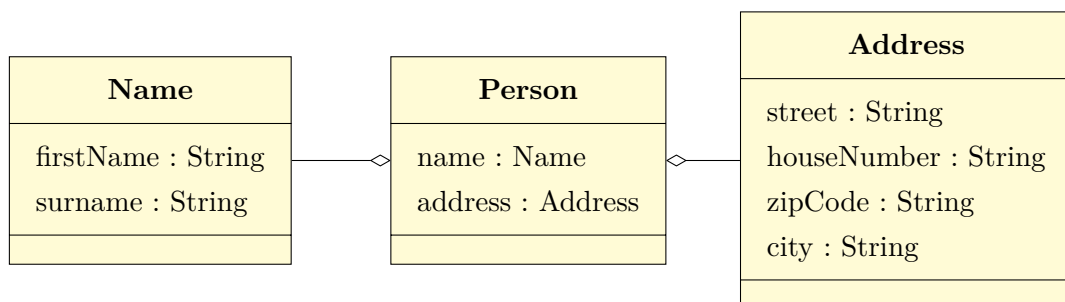 Name
firstName : String
surname : String
Person
name : Name
address : Address
Address
street : String
houseNumber : String
zipCode : String
city : String